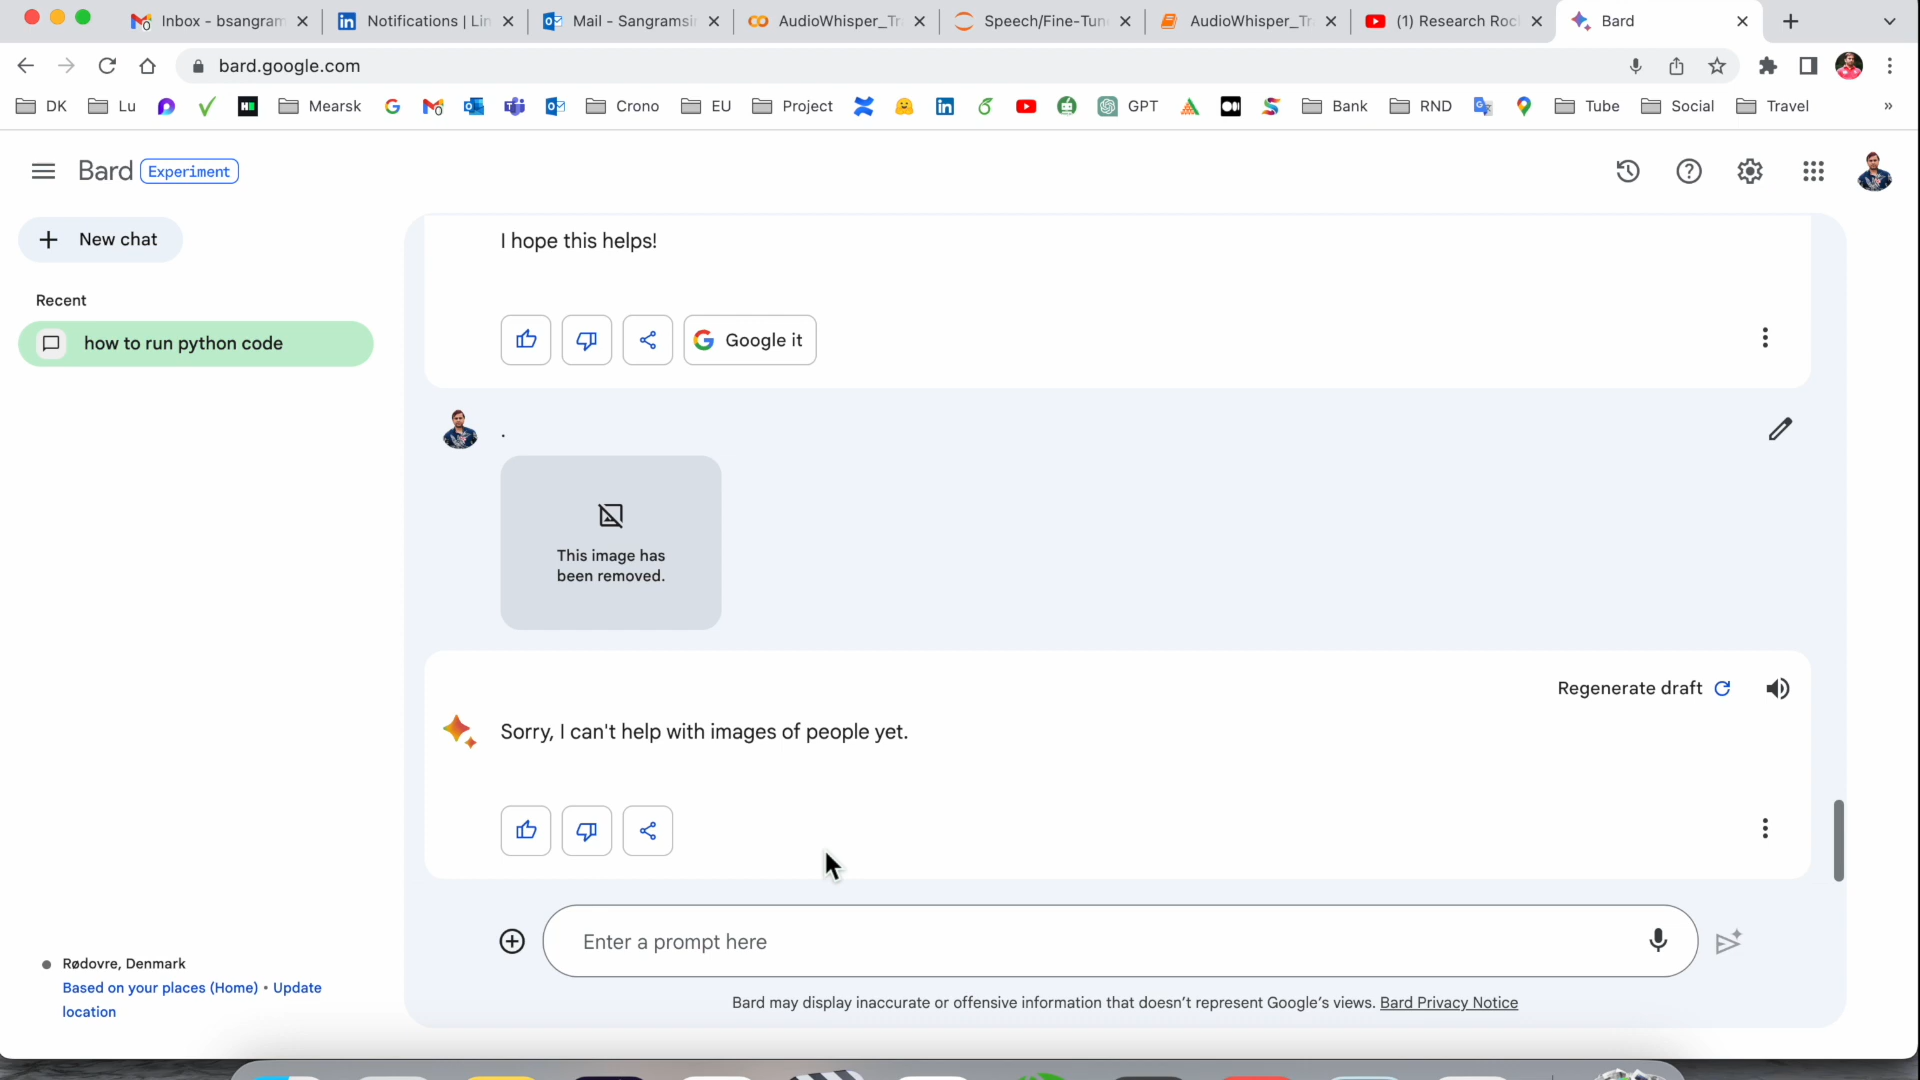 Inbox - bsangram
Notifications | Lin
Mail - Sangramsi
AudioWhisper_Tr
Speech/Fine-Tun
AudioWhisper_Tr
(1) Research Roc
Bard
bard.google.com
DK
Lu
Mearsk
Crono
EU
Project
GPT
Bank
RND
Tube
Social
Travel
»
Bard Experiment
New chat
Recent
how to run python code
I hope this helps!
Google it
.
This image has
been removed.
Regenerate draft
Sorry, I can't help with images of people yet.
Enter a prompt here
Rødovre, Denmark
Based on your places (Home) • Update
location
Bard may display inaccurate or offensive information that doesn't represent Google's views. Bard Privacy Notice